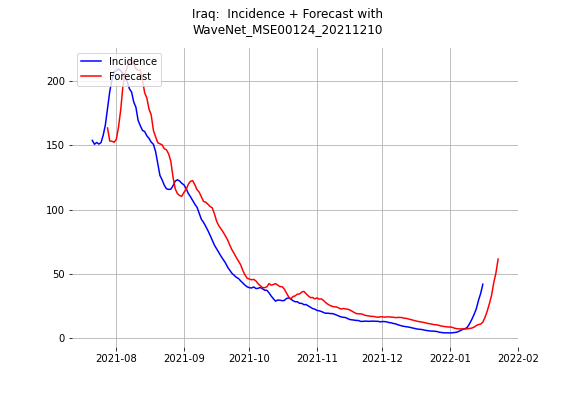 Iraq:  Incidence + Forecast with
WaveNet_MSE00124_20211210
Incidence
Forecast
200
150
100
50
0
2021-08 2021-09 2021-10 2021-11 2021-12 2022-01 2022-02